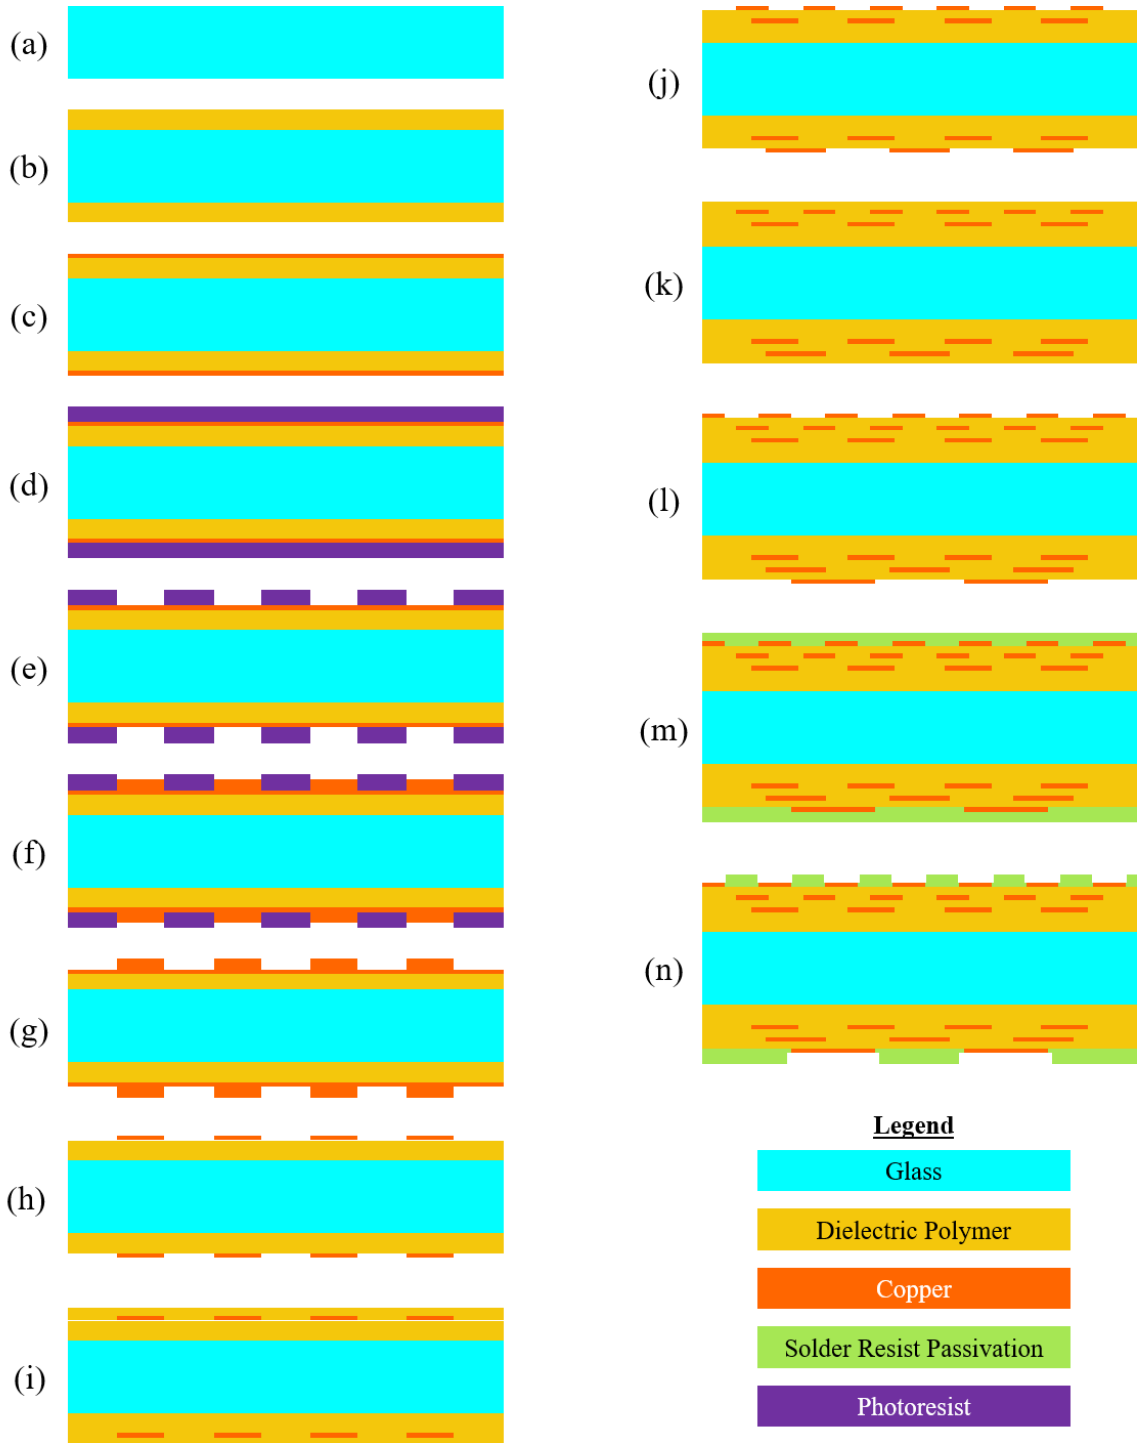 (a)
(b)
(c)
(d)
(e)
(f)
(g)
(h)
(i)
(j)
(k)
(l)
(m)
(n)
Legend
Glass
Dielectric Polymer
Copper
Solder Resist Passivation
Photoresist